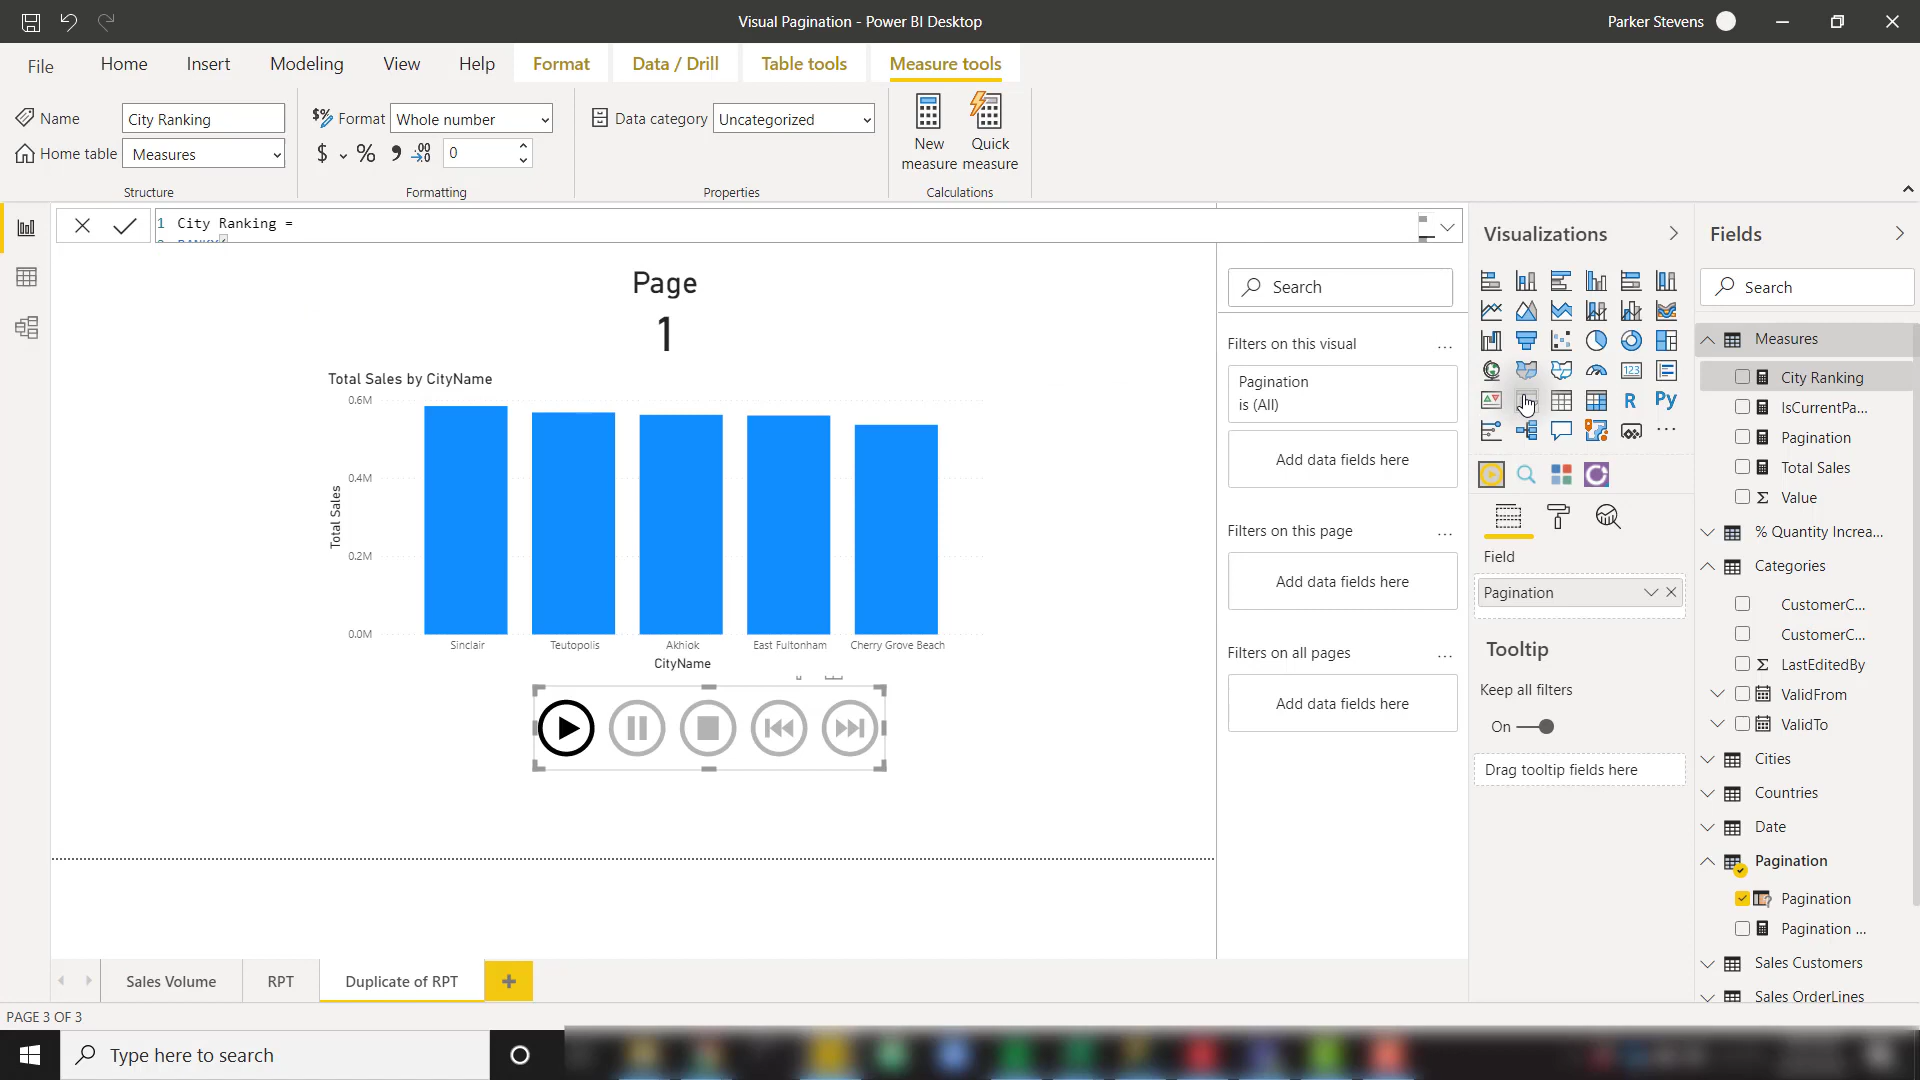 Visual Pagination - Power BI Desktop
Parker Stevens
File
Home
Insert
Modeling
View
Help
Format
Data / Drill
Table tools
Measure tools
Name
City Ranking
Home table
Measures
Structure
Format
Whole number
$
%
0
Formatting
Data category
Uncategorized
Properties
New measure
Quick measure
Calculations
1 City Ranking =
Page
1
Total Sales by CityName
0.6M
0.4M
0.2M
0.0M
Total Sales
Sinclair
Teutopolis
Akhiok
East Fultonham
Cherry Grove Beach
CityName
Search
Filters on this visual
...
Pagination
is (All)
Add data fields here
Filters on this page
...
Add data fields here
Filters on all pages
...
Add data fields here
Visualizations
123
R
Py
...
Field
Pagination
Tooltip
Keep all filters
On
Drag tooltip fields here
Fields
Search
Measures
City Ranking
IsCurrentPa...
Pagination
Total Sales
Value
% Quantity Increa...
Categories
CustomerC...
CustomerC...
LastEditedBy
ValidFrom
ValidTo
Cities
Countries
Date
Pagination
Pagination
Pagination ...
Sales Customers
Sales OrderLines
Sales Volume
RPT
Duplicate of RPT
+
PAGE 3 OF 3
Type here to search